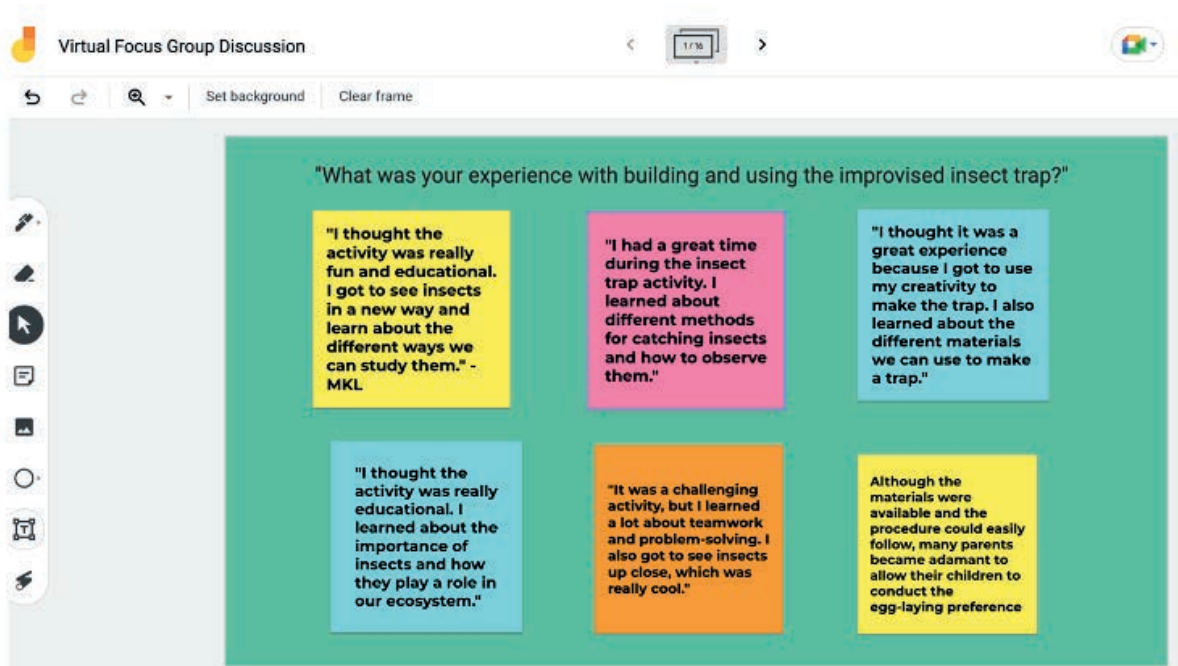 Virtual Focus Group Discussion
1/16
Set background
Clear frame
"What was your experience with building and using the improvised insect trap?"
"I thought the
activity was really
fun and educational.
I got to see insects
in a new way and
learn about the
different ways we
can study them." -
MKL
"I had a great time
during the insect
trap activity. I
learned about
different methods
for catching insects
and how to observe
them."
"I thought it was a
great experience
because I got to use
my creativity to
make the trap. I also
learned about the
different materials
we can use to make
a trap."
"I thought the
activity was really
educational. I
learned about the
importance of
insects and how
they play a role in
our ecosystem."
"It was a challenging
activity, but I learned
a lot about teamwork
and problem-solving. I
also got to see insects
up close, which was
really cool."
Although the
materials were
available and the
procedure could easily
follow, many parents
became adamant to
allow their children to
conduct the
egg-laying preference